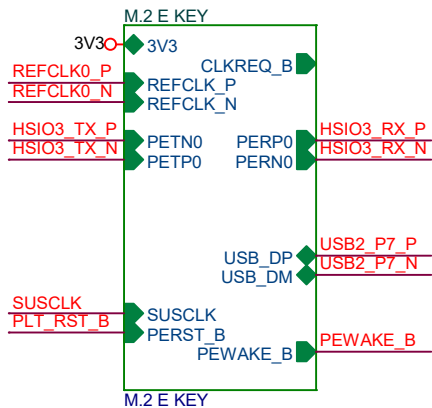 M.2 E KEY
3V3 3V3
CLKREQ_B
REFCLK0_P REFCLK_P
REFCLK0_N REFCLK_N
HSIO3_TX_P PETN0 PERP0 HSIO3_RX_P
HSIO3_TX_N PETP0 PERN0 HSIO3_RX_N
USB_DP USB2_P7_P
USB_DM USB2_P7_N
SUSCLK SUSCLK
PLT_RST_B PERST_B
PEWAKE_B PEWAKE_B
M.2 E KEY